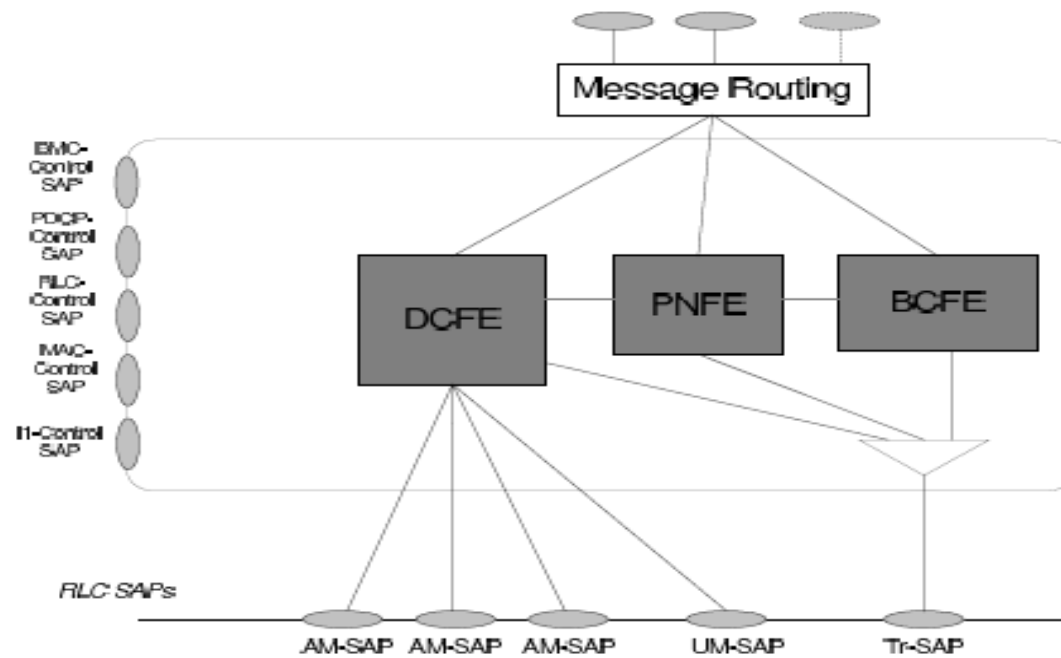 Message Routing
BMC-
Control
SAP
PDCP-
Control
SAP
RLC-
Control
SAP
MAC-
Control
SAP
l1-Control
SAP
DCFE
PNFE
BCFE
RLC SAPs
AM-SAP
AM-SAP
AM-SAP
UM-SAP
Tr-SAP